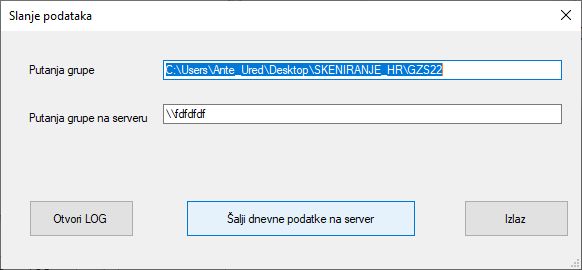 Slanje podataka
Putanja grupe
C:\Users\Ante_Ured\Desktop\SKENIRANJE_HR\GZS22
Putanja grupe na serveru
\\fdfdfdf
Otvori LOG
Šalji dnevne podatke na server
Izlaz